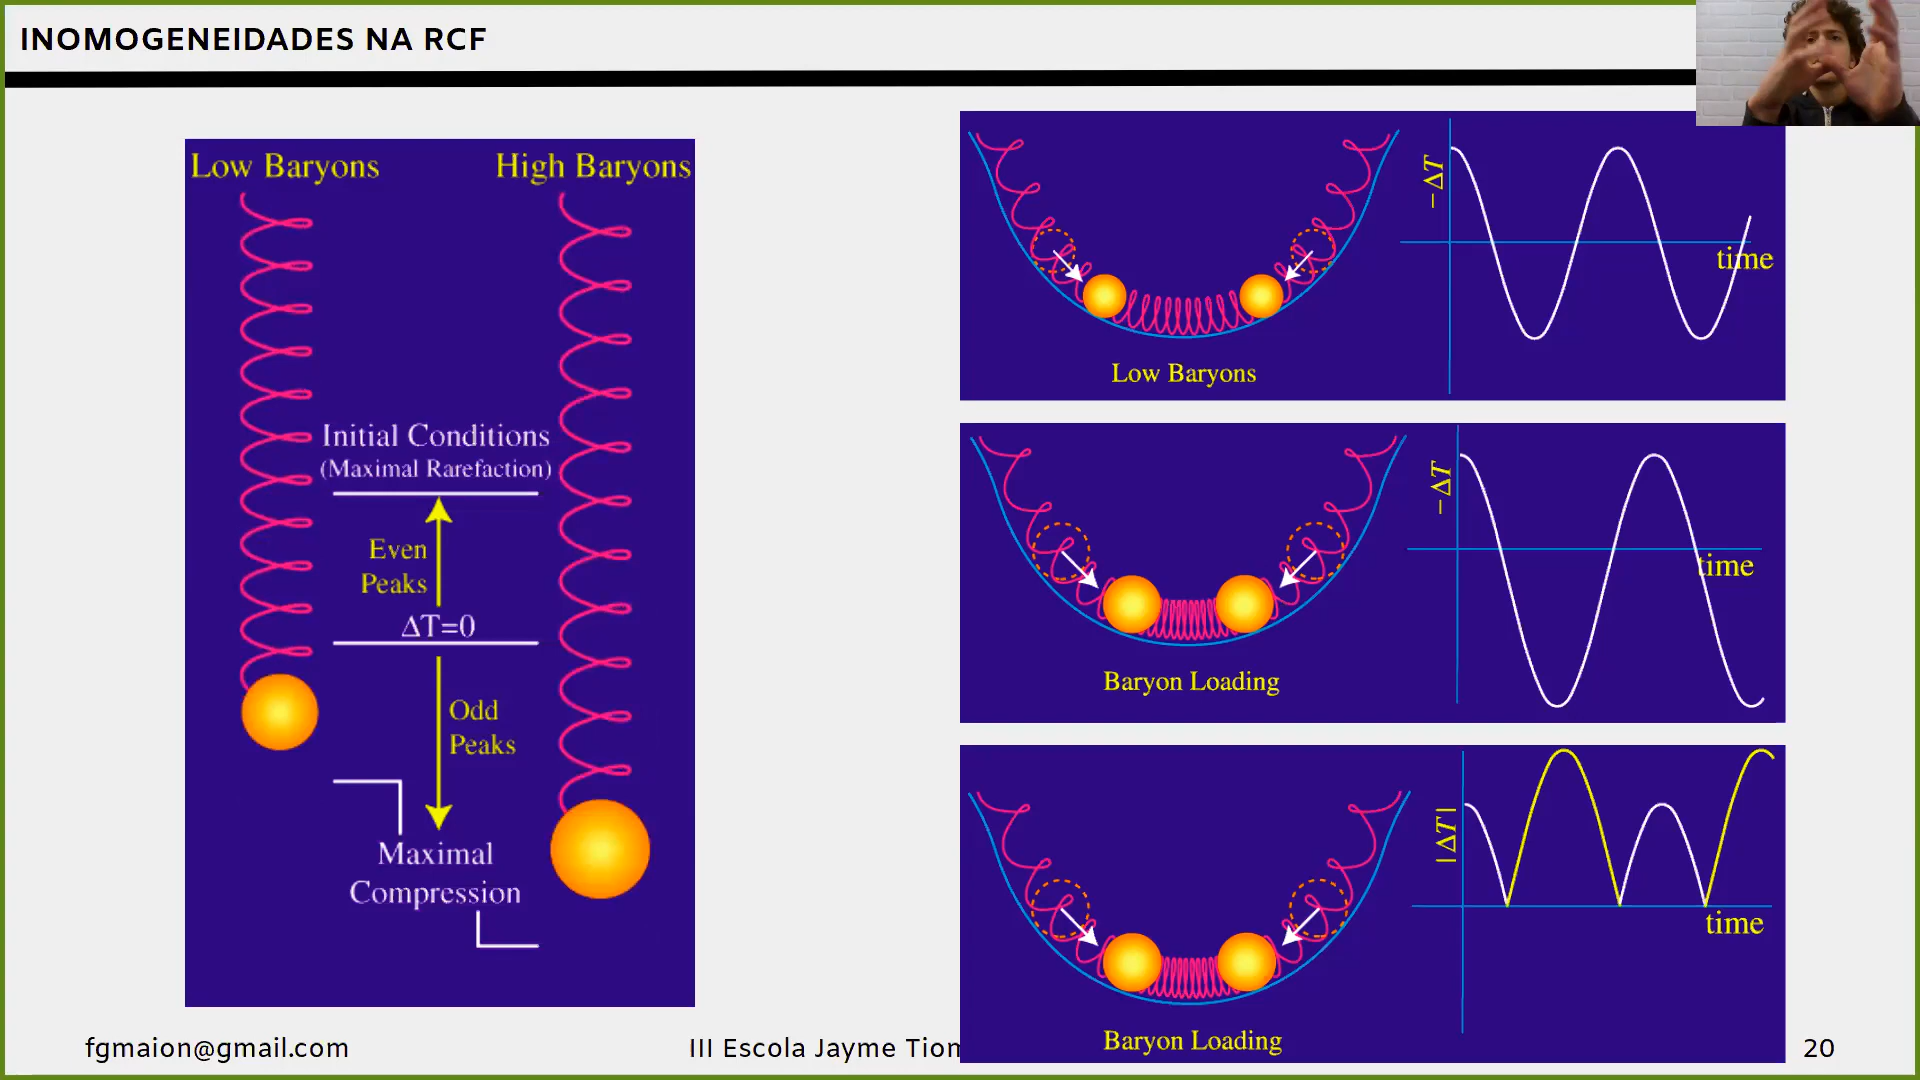 INOMOGENEIDADES NA RCF
Low Baryons
High Baryons
Initial Conditions
(Maximal Rarefaction)
Even
Peaks
ΔT=0
Odd
Peaks
Maximal
Compression
−ΔT
time
Low Baryons
−ΔT
time
Baryon Loading
|ΔT|
time
Baryon Loading
fgmaion@gmail.com
III Escola Jayme
20